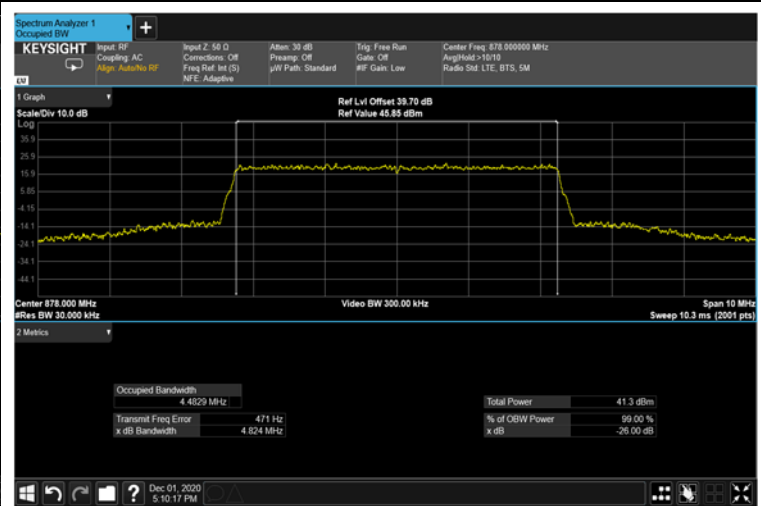 Spectrum Analyzer 1
Occupied BW
KEYSIGHT
Input: RF
Coupling: AC
Align: Auto/No RF
Input Z: 50 Ω
Corrections: Off
Freq Ref: Int (S)
NFE: Adaptive
Atten: 30 dB
Preamp: Off
µW Path: Standard
Trig: Free Run
Gate: Off
#IF Gain: Low
Center Freq: 878.000000 MHz
Avg|Hold:>10/10
Radio Std: LTE, BTS, 5M
1 Graph
Scale/Div 10.0 dB
Ref Lvl Offset 39.70 dB
Ref Value 45.85 dBm
Log
35.9
25.9
15.9
5.85
-4.15
-14.1
-24.1
-34.1
-44.1
Center 878.000 MHz
#Res BW 30.000 kHz
Video BW 300.00 kHz
Span 10 MHz
Sweep 10.3 ms (2001 pts)
2 Metrics
Occupied Bandwidth
4.4829 MHz
Total Power 41.3 dBm
Transmit Freq Error 471 Hz
% of OBW Power 99.00 %
x dB Bandwidth 4.824 MHz
x dB -26.00 dB
?
Dec 01, 2020
5:10:17 PM